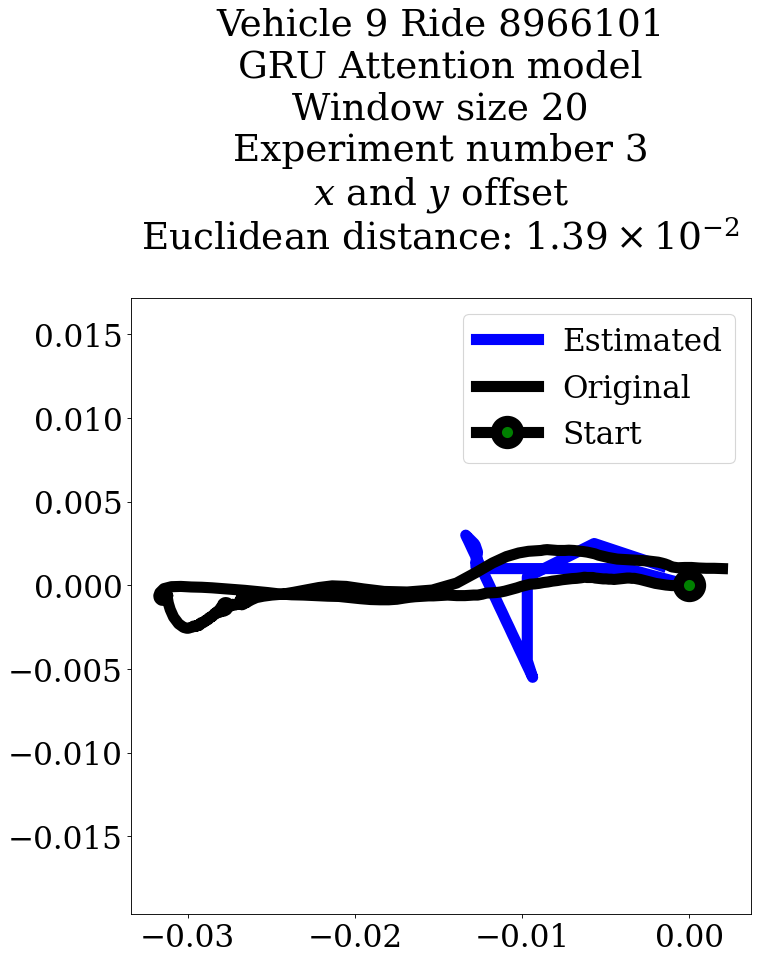 Vehicle 9 Ride 8966101
GRU Attention model
Window size 20
Experiment number 3
x and y offset
Euclidean distance: 1.39 × 10⁻²
Estimated
Original
Start
0.015
0.010
0.005
0.000
−0.005
−0.010
−0.015
−0.03 −0.02 −0.01 0.00